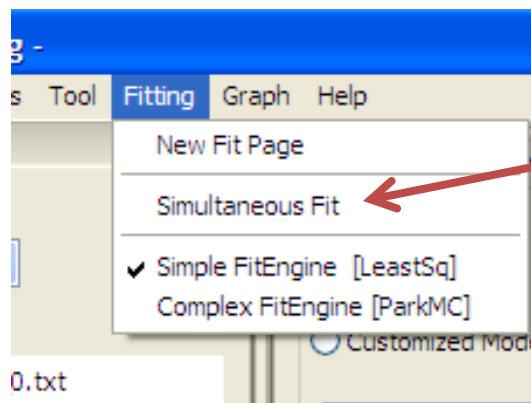 g -
s Tool Fitting Graph Help
New Fit Page
Simultaneous Fit
Simple FitEngine [LeastSq]
Complex FitEngine [ParkMC]
Customized Mode
0.txt